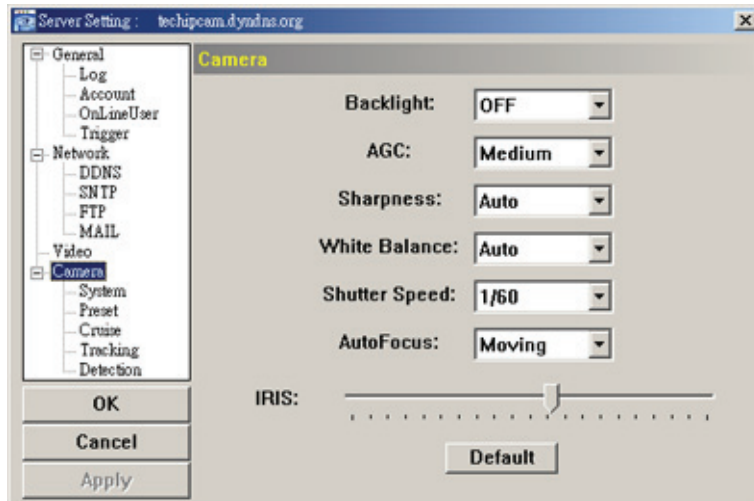 Server Setting : techipcam.dyndns.org
General
Log
Account
OnLineUser
Trigger
Network
DDNS
SNTP
FTP
MAIL
Video
Camera
System
Preset
Cruise
Tracking
Detection
OK
Cancel
Apply
Camera
Backlight: OFF
AGC: Medium
Sharpness: Auto
White Balance: Auto
Shutter Speed: 1/60
AutoFocus: Moving
IRIS:
Default